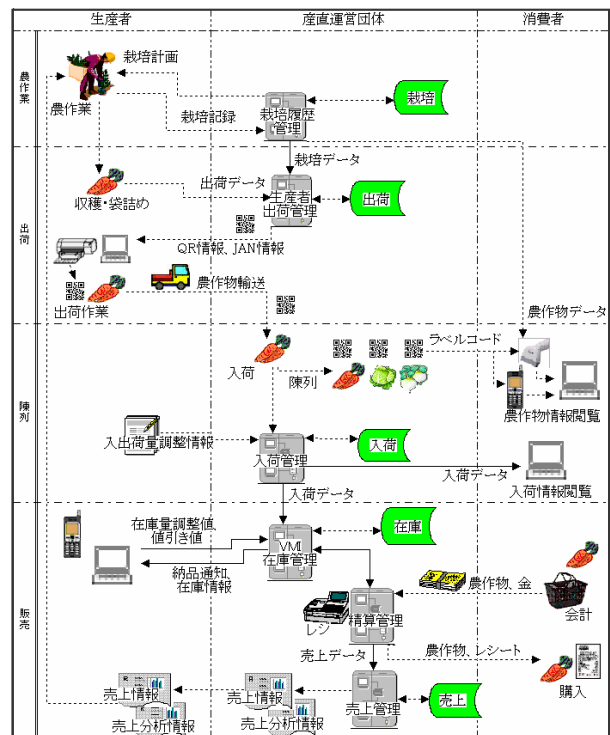 生産者
産直運営団体
消費者
農作業
栽培計画
農作業
栽培記録
栽培履歴
管理
栽培
栽培データ
出荷
収穫・袋詰め
出荷データ
生産者
出荷管理
出荷
QR情報、JAN情報
出荷作業
農作物輸送
農作物データ
陳列
入荷
陳列
ラベルコード
農作物情報閲覧
入出荷量調整情報
入荷管理
入荷
入荷データ
入荷情報閲覧
入荷データ
販売
在庫量調整値、
値引き値
VMI
在庫管理
在庫
納品通知、
在庫情報
農作物、金
会計
レジ
精算管理
売上データ
農作物、レシート
購入
売上情報
売上分析情報
売上情報
売上分析情報
売上管理
売上